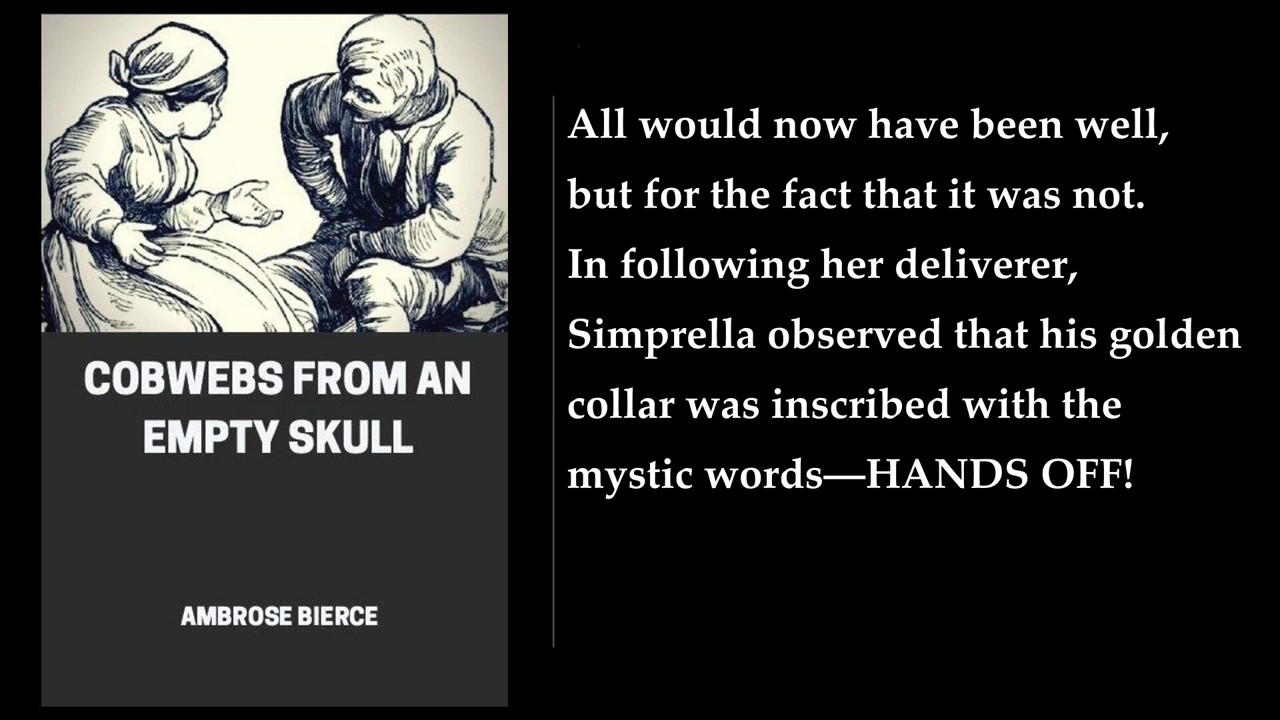 COBWEBS FROM AN
EMPTY SKULL
AMBROSE BIERCE
All would now have been well,
but for the fact that it was not.
In following her deliverer,
Simprella observed that his golden
collar was inscribed with the
mystic words—HANDS OFF!